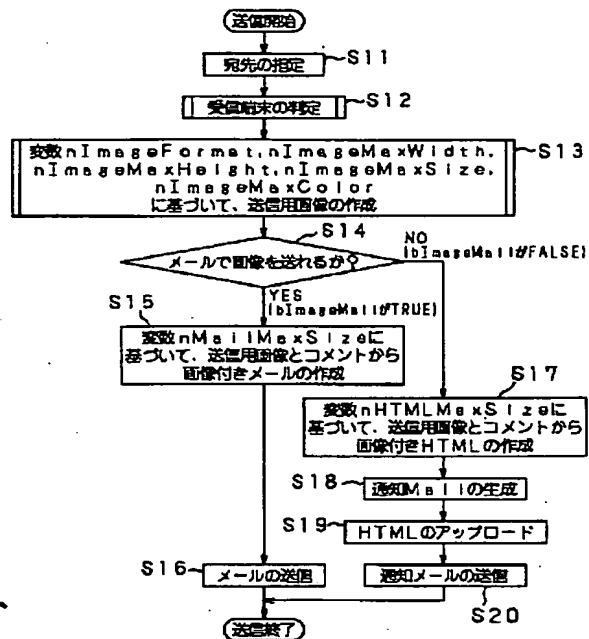 送信開始
宛先の指定
S11
受信端末の判定
S12
変数nImageFormat,nImageMaxWidth,
nImageMaxHeight,nImageMaxSize,
nImageMaxColor
に基づいて、送信用画像の作成
S13
S14
メールで画像を送れるか?
NO
(bImageMailがFALSE)
YES
(bImageMailがTRUE)
S15
変数nMailMaxSizeに
基づいて、送信用画像とコメントから
画像付きメールの作成
S17
変数nHTMLMaxSizeに
基づいて、送信用画像とコメントから
画像付きHTMLの作成
S18
通知Mailの生成
S19
HTMLのアップロード
S16
メールの送信
通知メールの送信
S20
送信終了